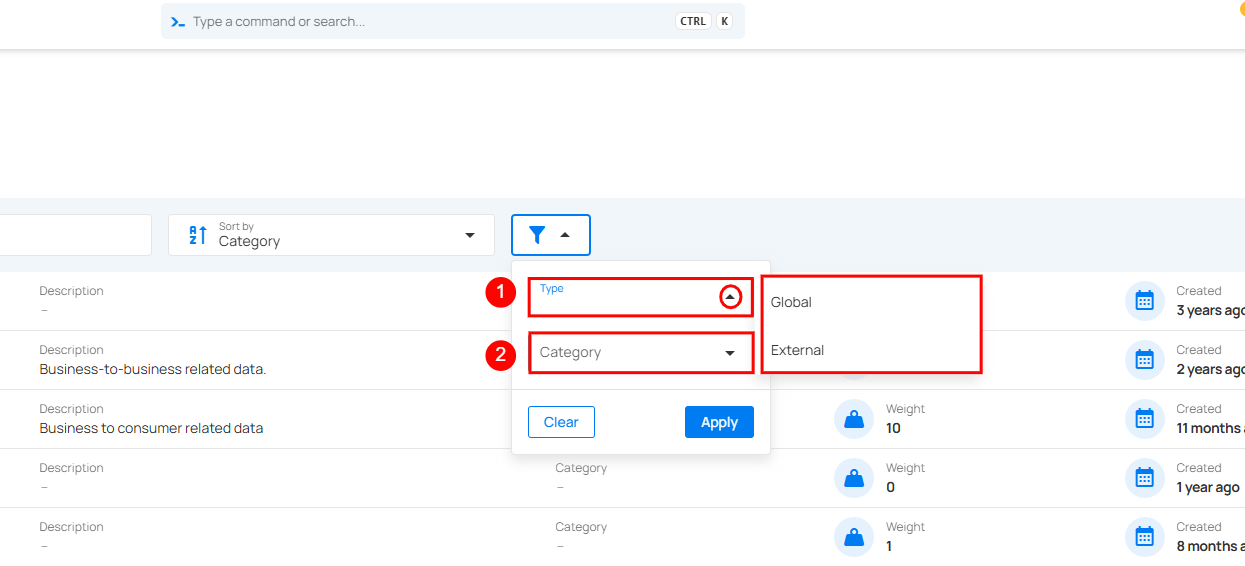 Type a command or search... CTRL K
Sort by
Category
A
Z
1 Type
Global
2 Category
External
Clear Apply
Description Created
– 3 years ago
Description Created
Business-to-business related data. 2 years ago
Description Weight Created
Business to consumer related data 10 11 months
Description Category Weight Created
– – 0 1 year ago
Description Category Weight Created
– – 1 8 months